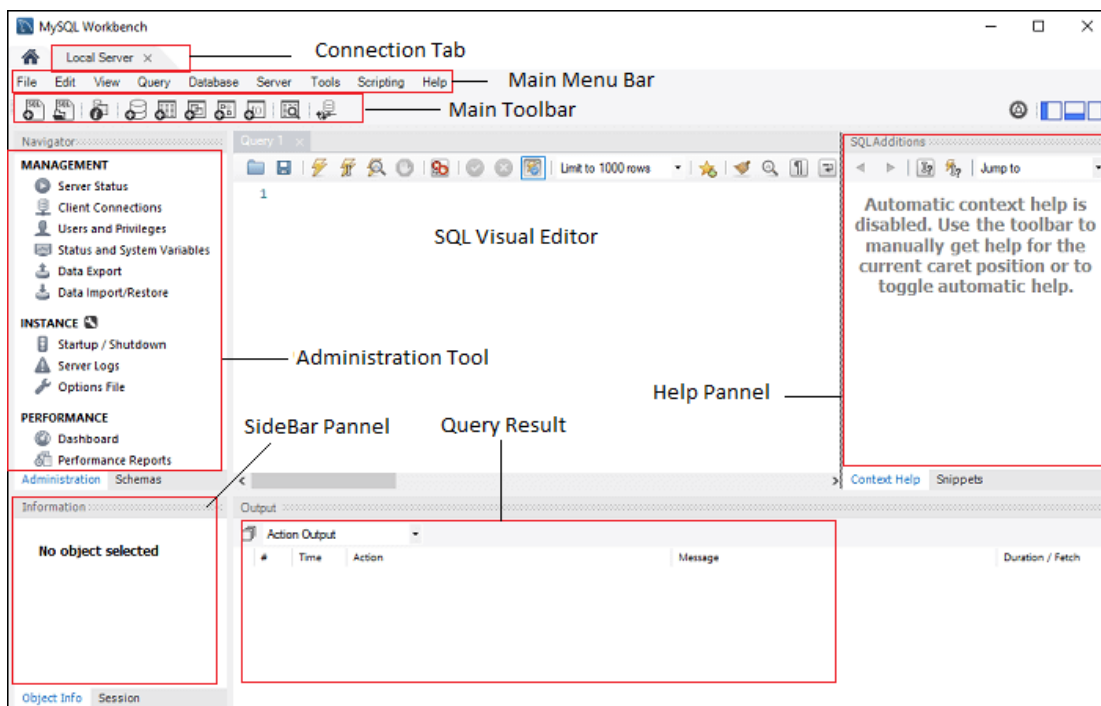 MySQL Workbench
Local Server
Connection Tab
File Edit View Query Database Server Tools Scripting Help
Main Menu Bar
Main Toolbar
Navigator
MANAGEMENT
Server Status
Client Connections
Users and Privileges
Status and System Variables
Data Export
Data Import/Restore
INSTANCE
Startup / Shutdown
Server Logs
Options File
PERFORMANCE
Dashboard
Performance Reports
Administration Schemas
Administration Tool
Query 1
Limit to 1000 rows
1
SQL Visual Editor
SQLAdditions
Jump to
Automatic context help is
disabled. Use the toolbar to
manually get help for the
current caret position or to
toggle automatic help.
Help Pannel
Context Help Snippets
SideBar Pannel
Query Result
Information
No object selected
Object Info Session
Output
Action Output
# Time Action Message Duration / Fetch